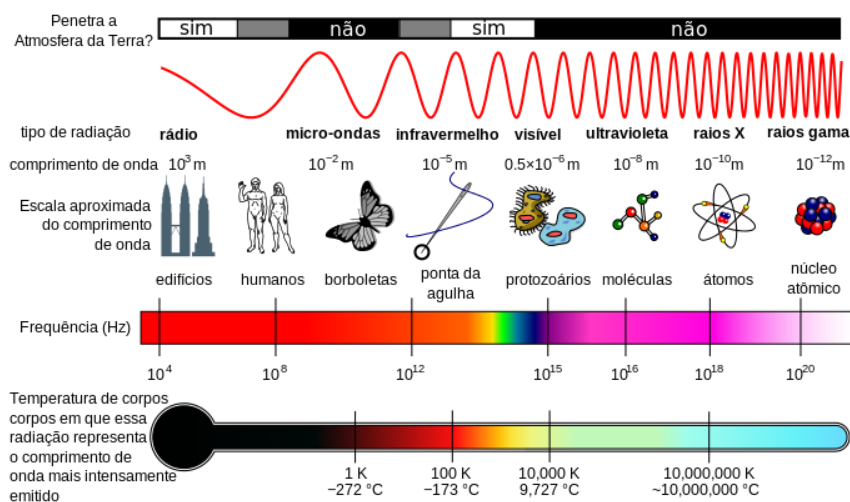 Penetra a
Atmosfera da Terra?
sim
não
sim
não
tipo de radiação
rádio
micro-ondas
infravermelho
visível
ultravioleta
raios X
raios gama
comprimento de onda
10³ m
10⁻² m
10⁻⁵ m
0.5×10⁻⁶ m
10⁻⁸ m
10⁻¹⁰ m
10⁻¹² m
Escala aproximada
do comprimento
de onda
edifícios
humanos
borboletas
ponta da
agulha
protozoários
moléculas
átomos
núcleo
atômico
Frequência (Hz)
10⁴
10⁸
10¹²
10¹⁵
10¹⁶
10¹⁸
10²⁰
Temperatura de corpos
corpos em que essa
radiação representa
o comprimento de
onda mais intensamente
emitido
1 K
−272 °C
100 K
−173 °C
10,000 K
9,727 °C
10,000,000 K
~10,000,000 °C